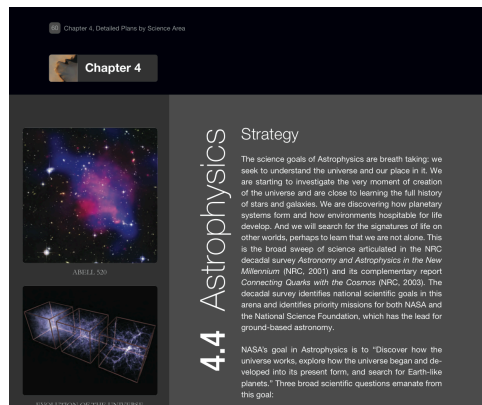 80 Chapter 4, Detailed Plans by Science Area
Chapter 4
ABELL 520
EVOLUTION OF THE UNIVERSE
4.4 Astrophysics
Strategy
The science goals of Astrophysics are breath taking: we
seek to understand the universe and our place in it. We
are starting to investigate the very moment of creation
of the universe and are close to learning the full history
of stars and galaxies. We are discovering how planetary
systems form and how environments hospitable for life
develop. And we will search for the signatures of life on
other worlds, perhaps to learn that we are not alone. This
is the broad sweep of science articulated in the NRC
decadal survey Astronomy and Astrophysics in the New
Millennium (NRC, 2001) and its complementary report
Connecting Quarks with the Cosmos (NRC, 2003). The
decadal survey identifies national scientific goals in this
arena and identifies priority missions for both NASA and
the National Science Foundation, which has the lead for
ground-based astronomy.
NASA's goal in Astrophysics is to "Discover how the
universe works, explore how the universe began and de-
veloped into its present form, and search for Earth-like
planets." Three broad scientific questions emanate from
this goal: